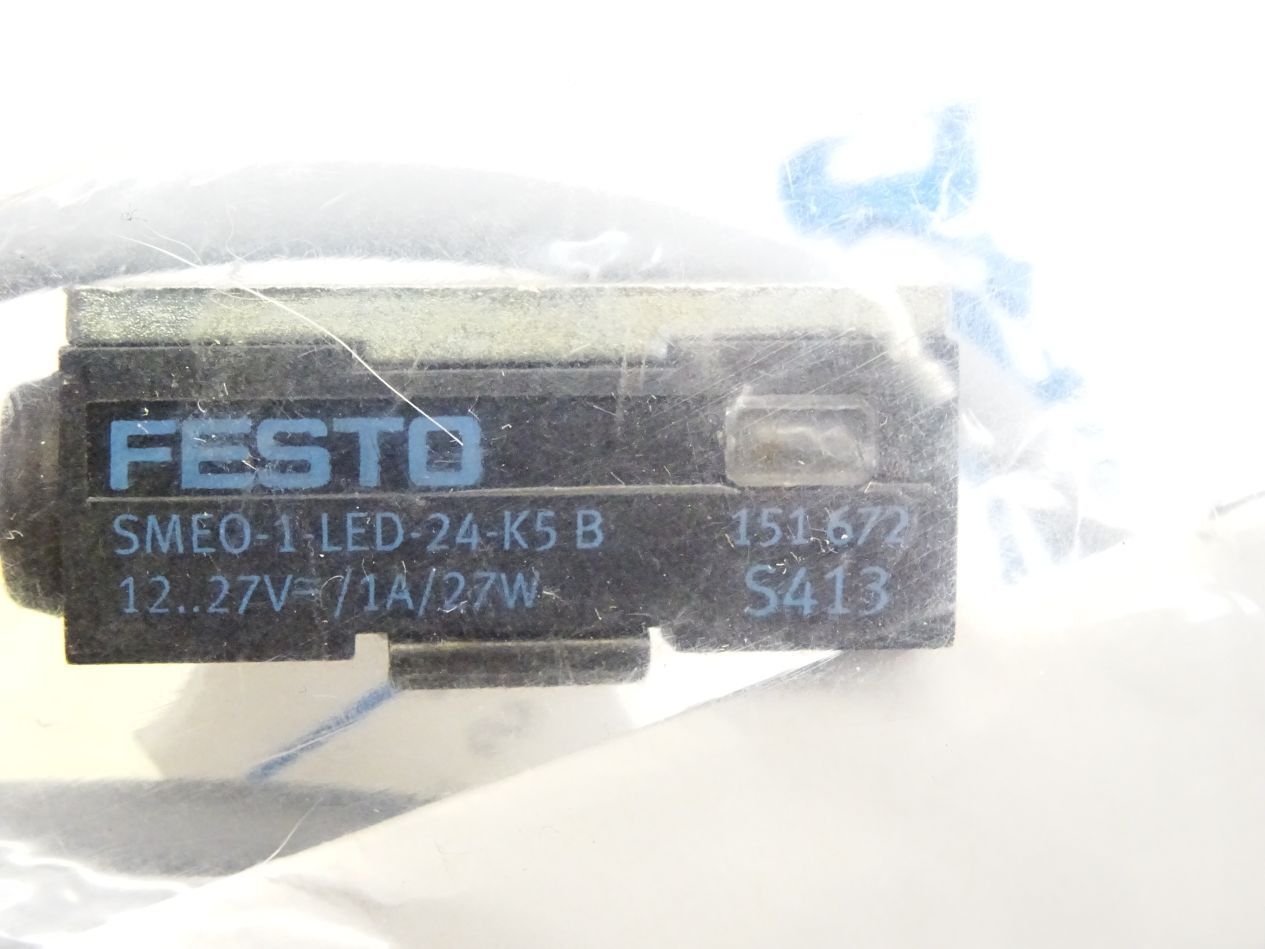 FESTO
SMEO-1-LED-24-K5 B 151 672
12..27V⎓/1A/27W S413